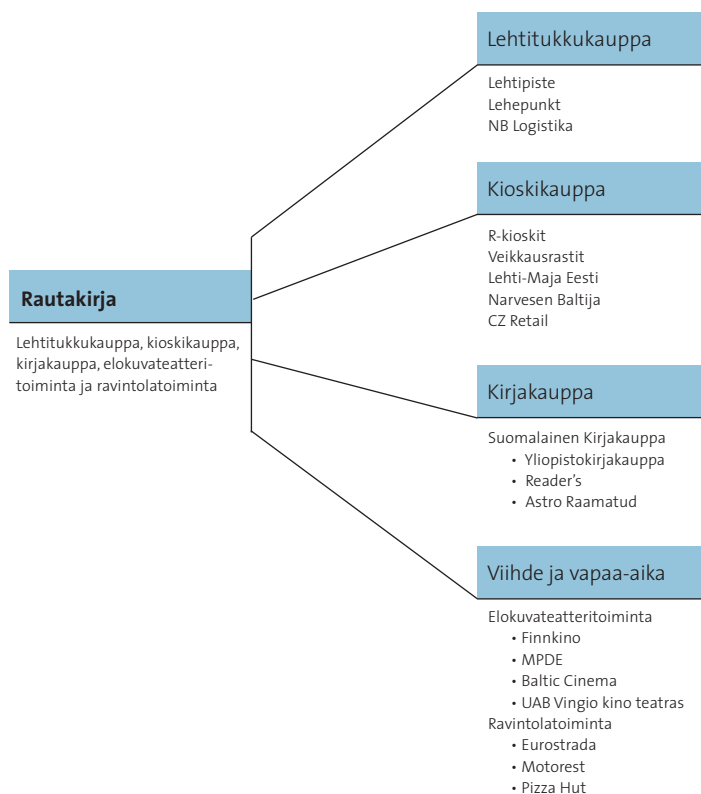 Rautakirja
Lehtitukkukauppa, kioskikauppa,
kirjakauppa, elokuvateatteri-
toiminta ja ravintolatoiminta
Lehtitukkukauppa
Lehtipiste
Lehepunkt
NB Logistika
Kioskikauppa
R-kioskit
Veikkausrastit
Lehti-Maja Eesti
Narvesen Baltija
CZ Retail
Kirjakauppa
Suomalainen Kirjakauppa
• Yliopistokirjakauppa
• Reader’s
• Astro Raamatud
Viihde ja vapaa-aika
Elokuvateatteritoiminta
• Finnkino
• MPDE
• Baltic Cinema
• UAB Vingio kino teatras
Ravintolatoiminta
• Eurostrada
• Motorest
• Pizza Hut